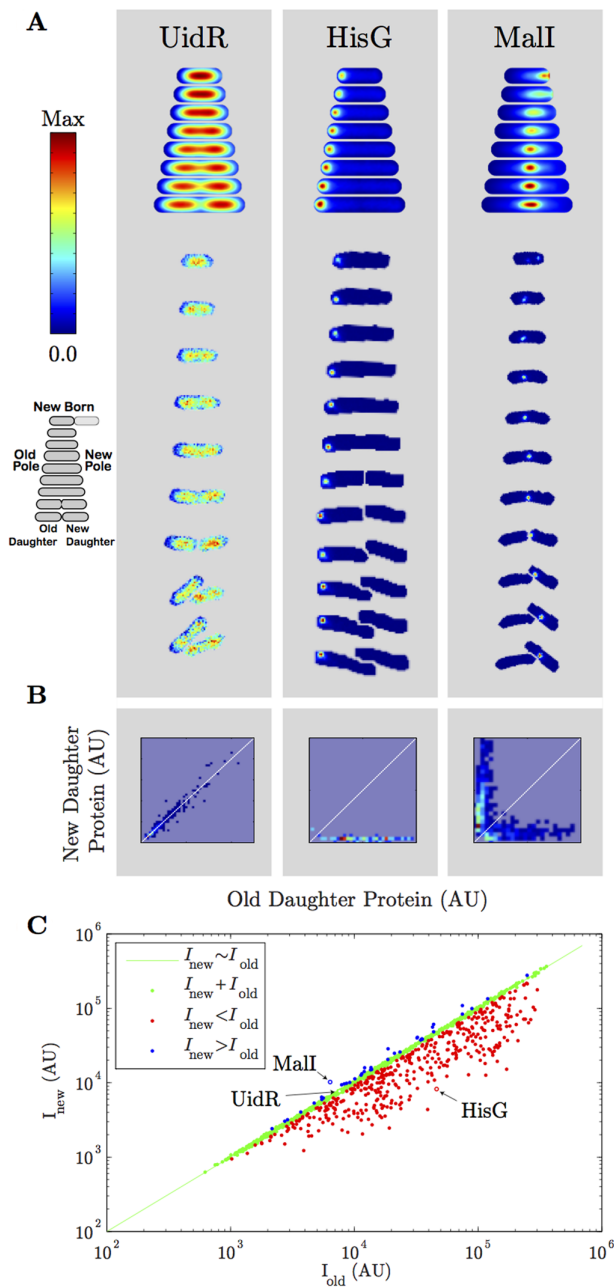 A
UidR
HisG
MalI
Max
0.0
New Born
Old
Pole
New
Pole
Old
Daughter
New
Daughter
B
New Daughter
Protein (AU)
Old Daughter Protein (AU)
C
I_new (AU)
10^6
10^5
10^4
10^3
10^2
I_new ~ I_old
I_new + I_old
I_new < I_old
I_new > I_old
MalI
UidR
HisG
10^2 10^3 10^4 10^5 10^6
I_old (AU)